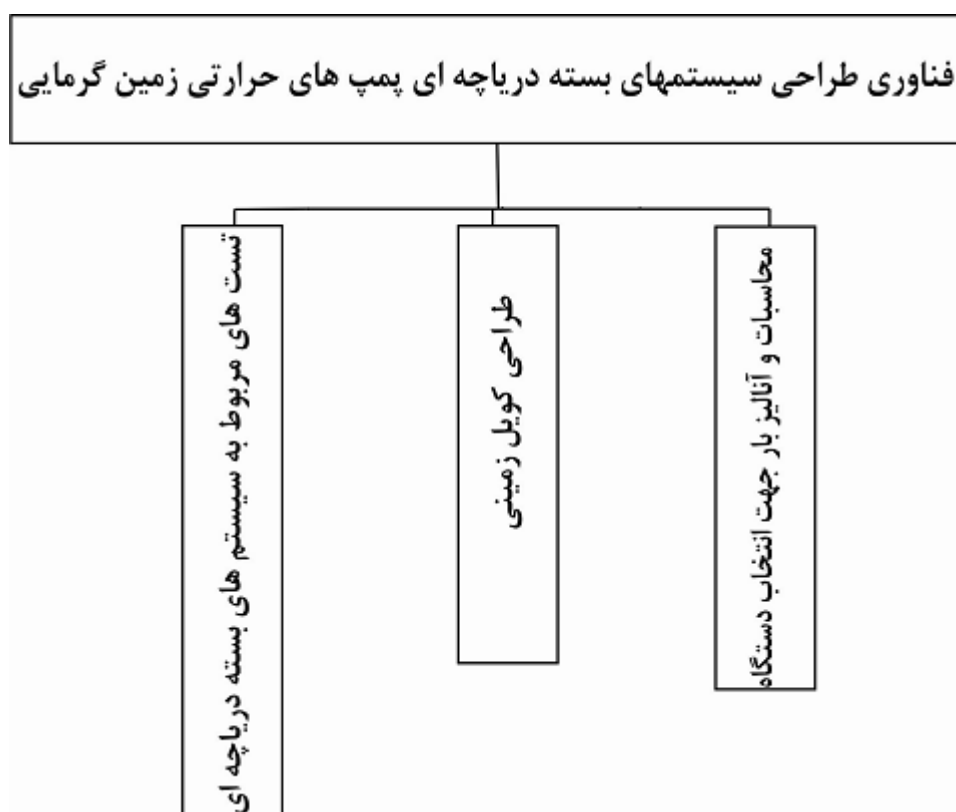 فناوری طراحی سیستمهای بسته دریاچه ای پمپ های حرارتی زمین گرمایی
محاسبات و آنالیز بار جهت انتخاب دستگاه
طراحی کویل زمینی
تست های مربوط به سیستم های بسته دریاچه ای